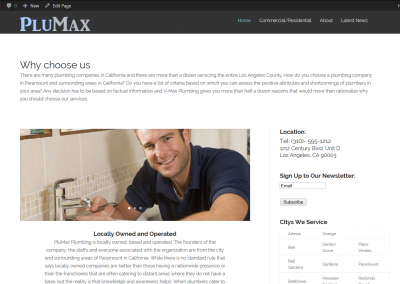 0 New Edit Page
PLUMAX
Home Commercial/Residential About Latest News
Why choose us
There are many plumbing companies in California and there are more than a dozen servicing the entire Los Angeles County. How do you choose a plumbing company
in Paramount and surrounding areas in California? Do you have a list of criteria based on which you can assess the positive attributes and shortcomings of plumbers in
your area? Any decision has to be based on factual information and V-Max Plumbing gives you more than half a dozen reasons that would more than rationalize why
you should choose our services.
Location:
Tel: (310)- 555-1212
1212 Century Blvd. Unit D
Los Angeles, CA 90003
Sign Up to Our Newsletter:
Email
Subscribe
Locally Owned and Operated
PluMax Plumbing is locally owned, based and operated. The founders of the
company, the staffs and everyone associated with the organisation are from the city
and surrounding areas of Paramount in California. While there is no standard rule that
says locally owned companies are better than those having a nationwide presence or
than the franchisees that are often catering to distant areas where they do not have a
base, but the reality is that knowledge and awareness helps. When plumbers cater to
Citys We Service
Artesia Orange
Bell Garden Grove Palos Verdes
Bell Gardens Gardena Paramount
Bellflower Hawaiian Gardens Redondo Beach